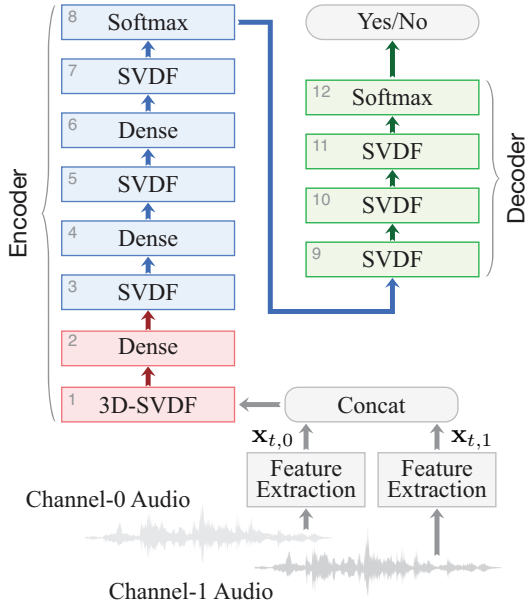 8 Softmax
7 SVDF
6 Dense
5 SVDF
4 Dense
3 SVDF
2 Dense
1 3D-SVDF
Encoder
Yes/No
12 Softmax
11 SVDF
10 SVDF
9 SVDF
Decoder
Concat
x_{t,0}
x_{t,1}
Feature
Extraction
Feature
Extraction
Channel-0 Audio
Channel-1 Audio